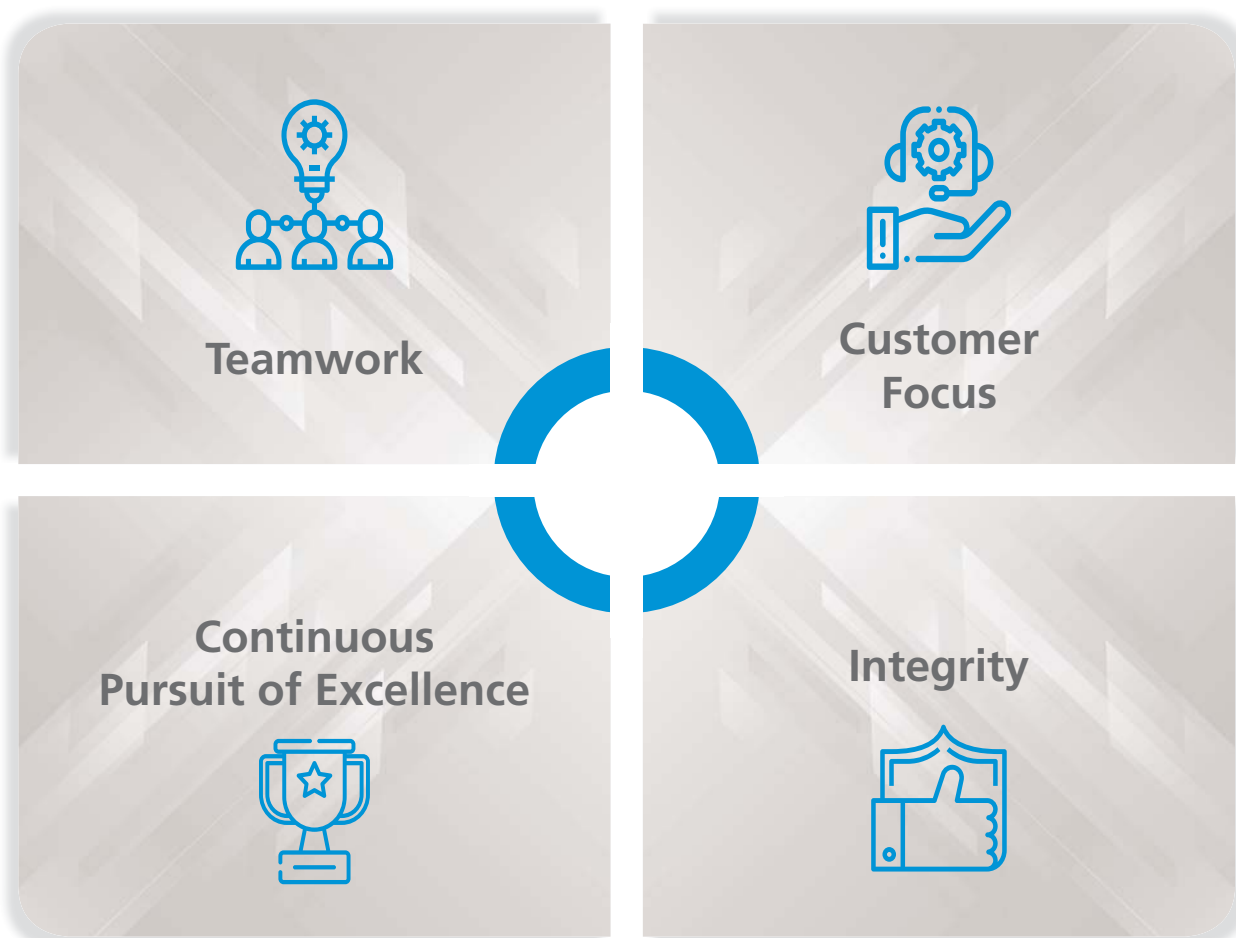 Teamwork
Customer
Focus
Continuous
Pursuit of Excellence
Integrity